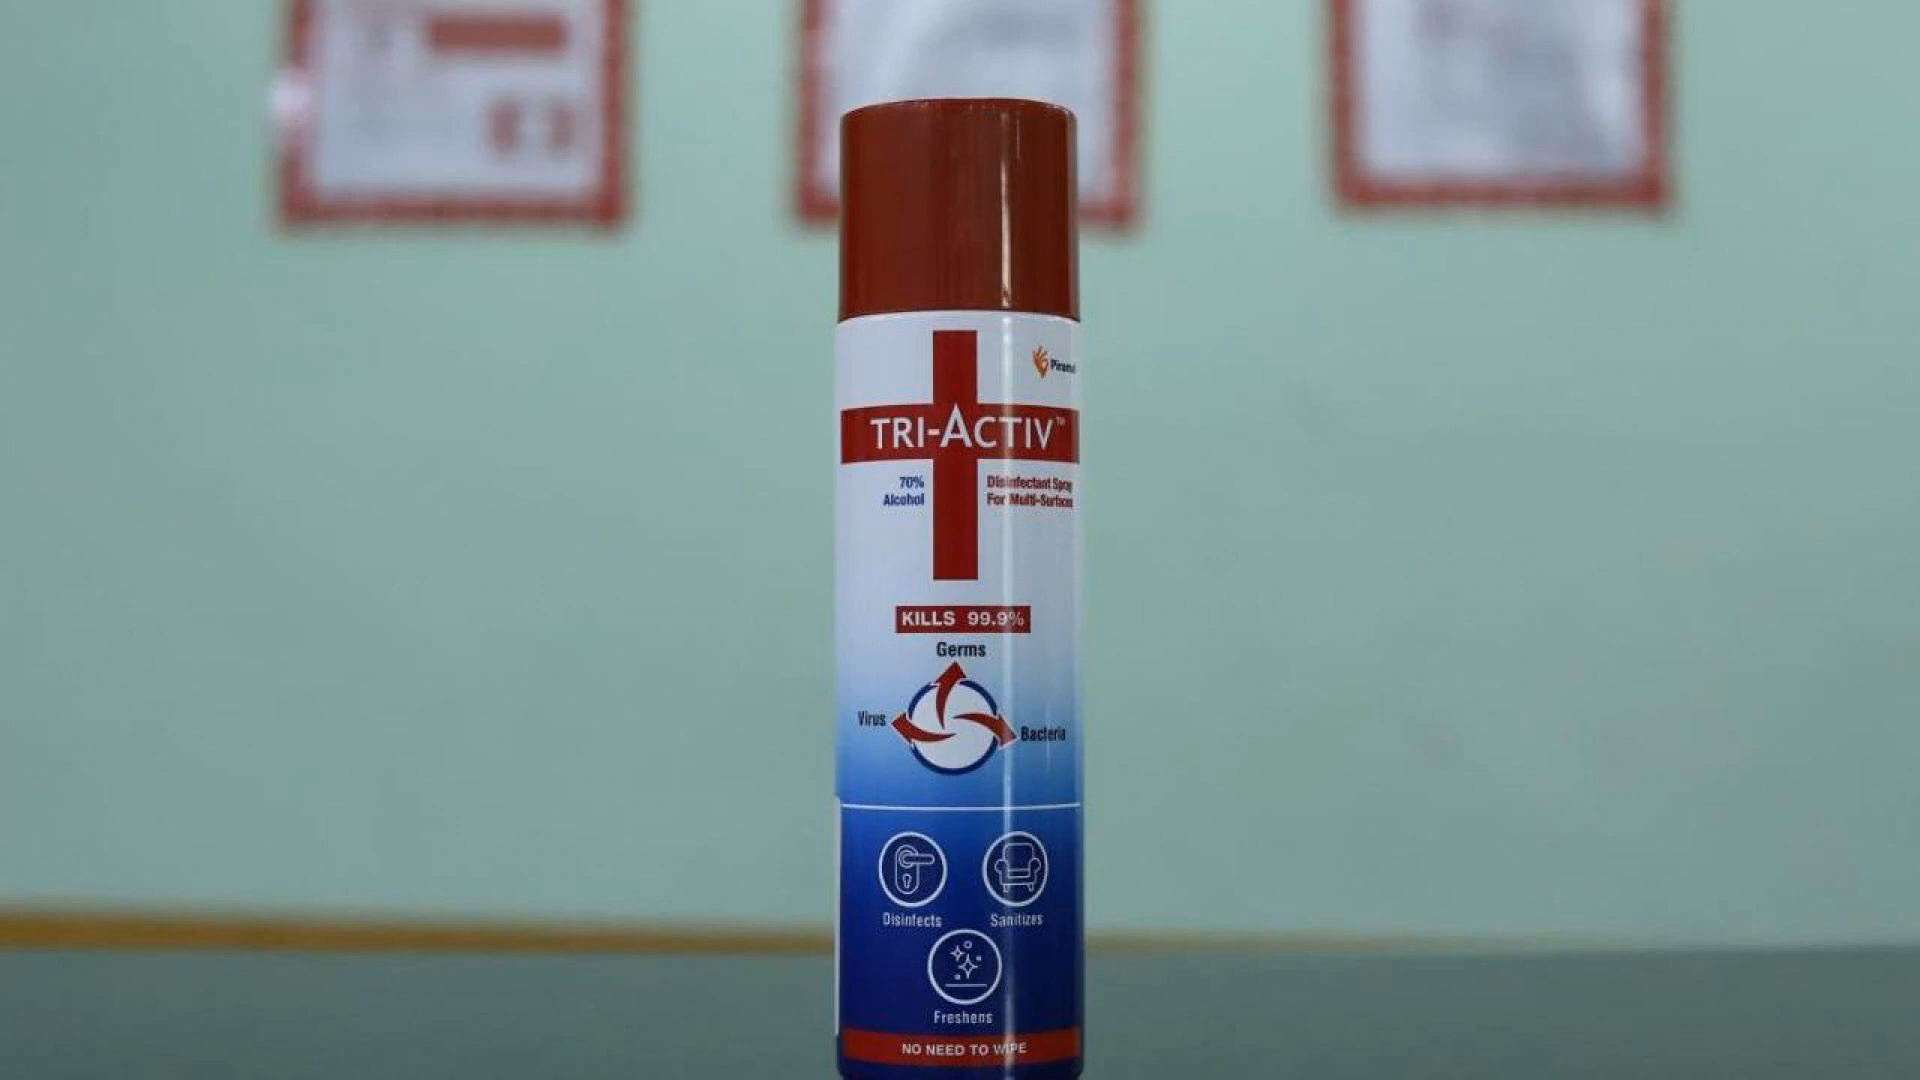 Piramal
TRI-ACTIV™
70%
Alcohol
Disinfectant Spray
For Multi-Surfaces
KILLS 99.9%
Germs
Virus
Bacteria
Disinfects
Sanitizes
Freshens
NO NEED TO WIPE